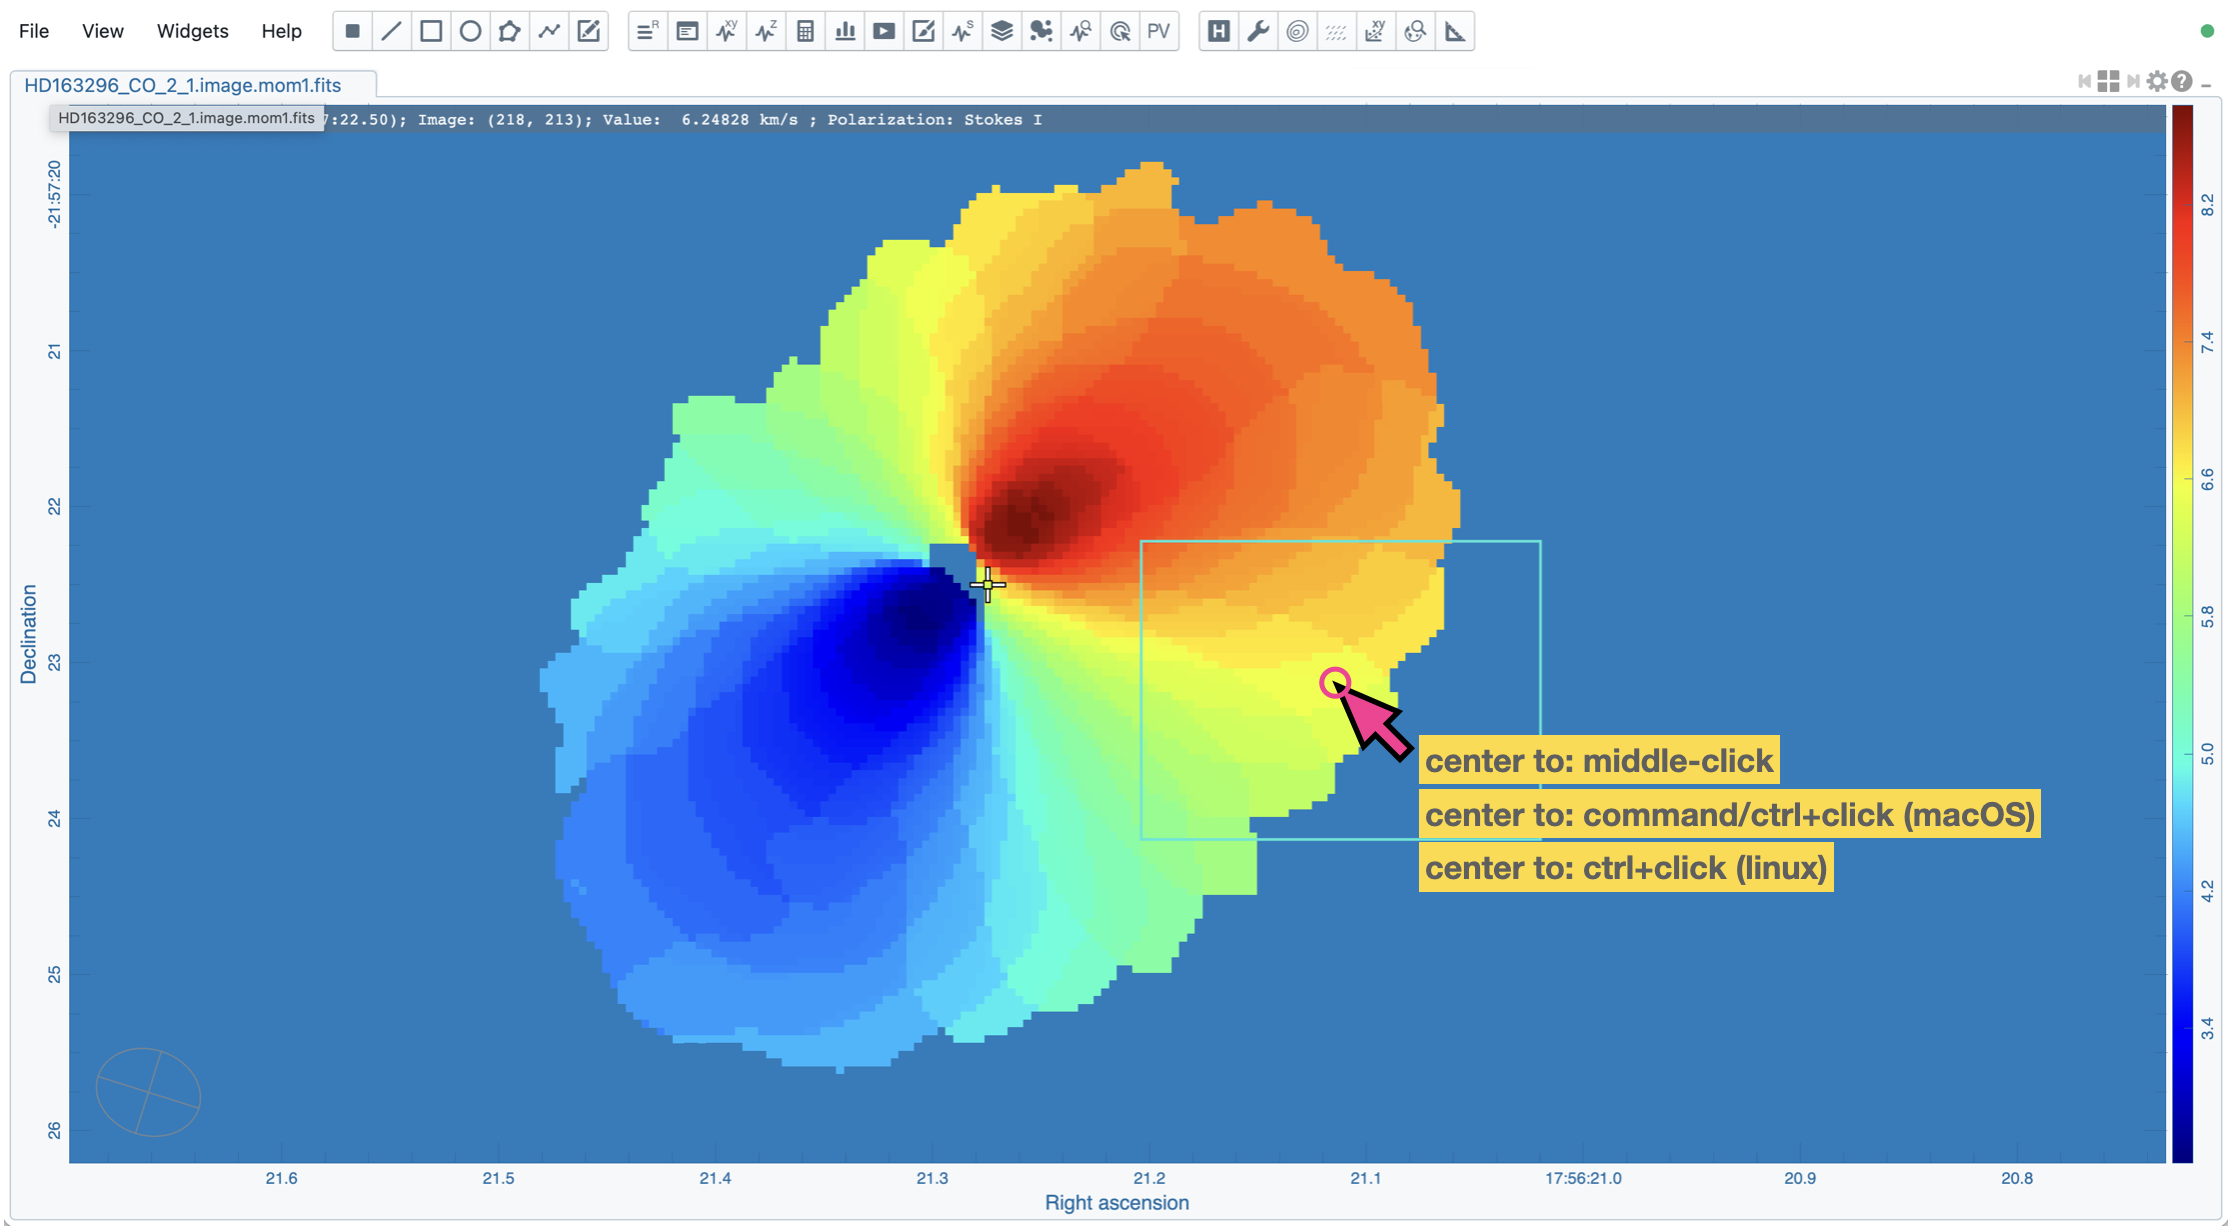 File View Widgets Help
R XY Z S PV H xy
HD163296_CO_2_1.image.mom1.fits
HD163296_CO_2_1.image.mom1.fits
7:22.50); Image: (218, 213); Value: 6.24828 km/s ; Polarization: Stokes I
-21:57:20
21
22
23
24
25
26
Declination
8.2
7.4
6.6
5.8
5.0
4.2
3.4
center to: middle-click
center to: command/ctrl+click (macOS)
center to: ctrl+click (linux)
21.6 21.5 21.4 21.3 21.2 21.1 17:56:21.0 20.9 20.8
Right ascension